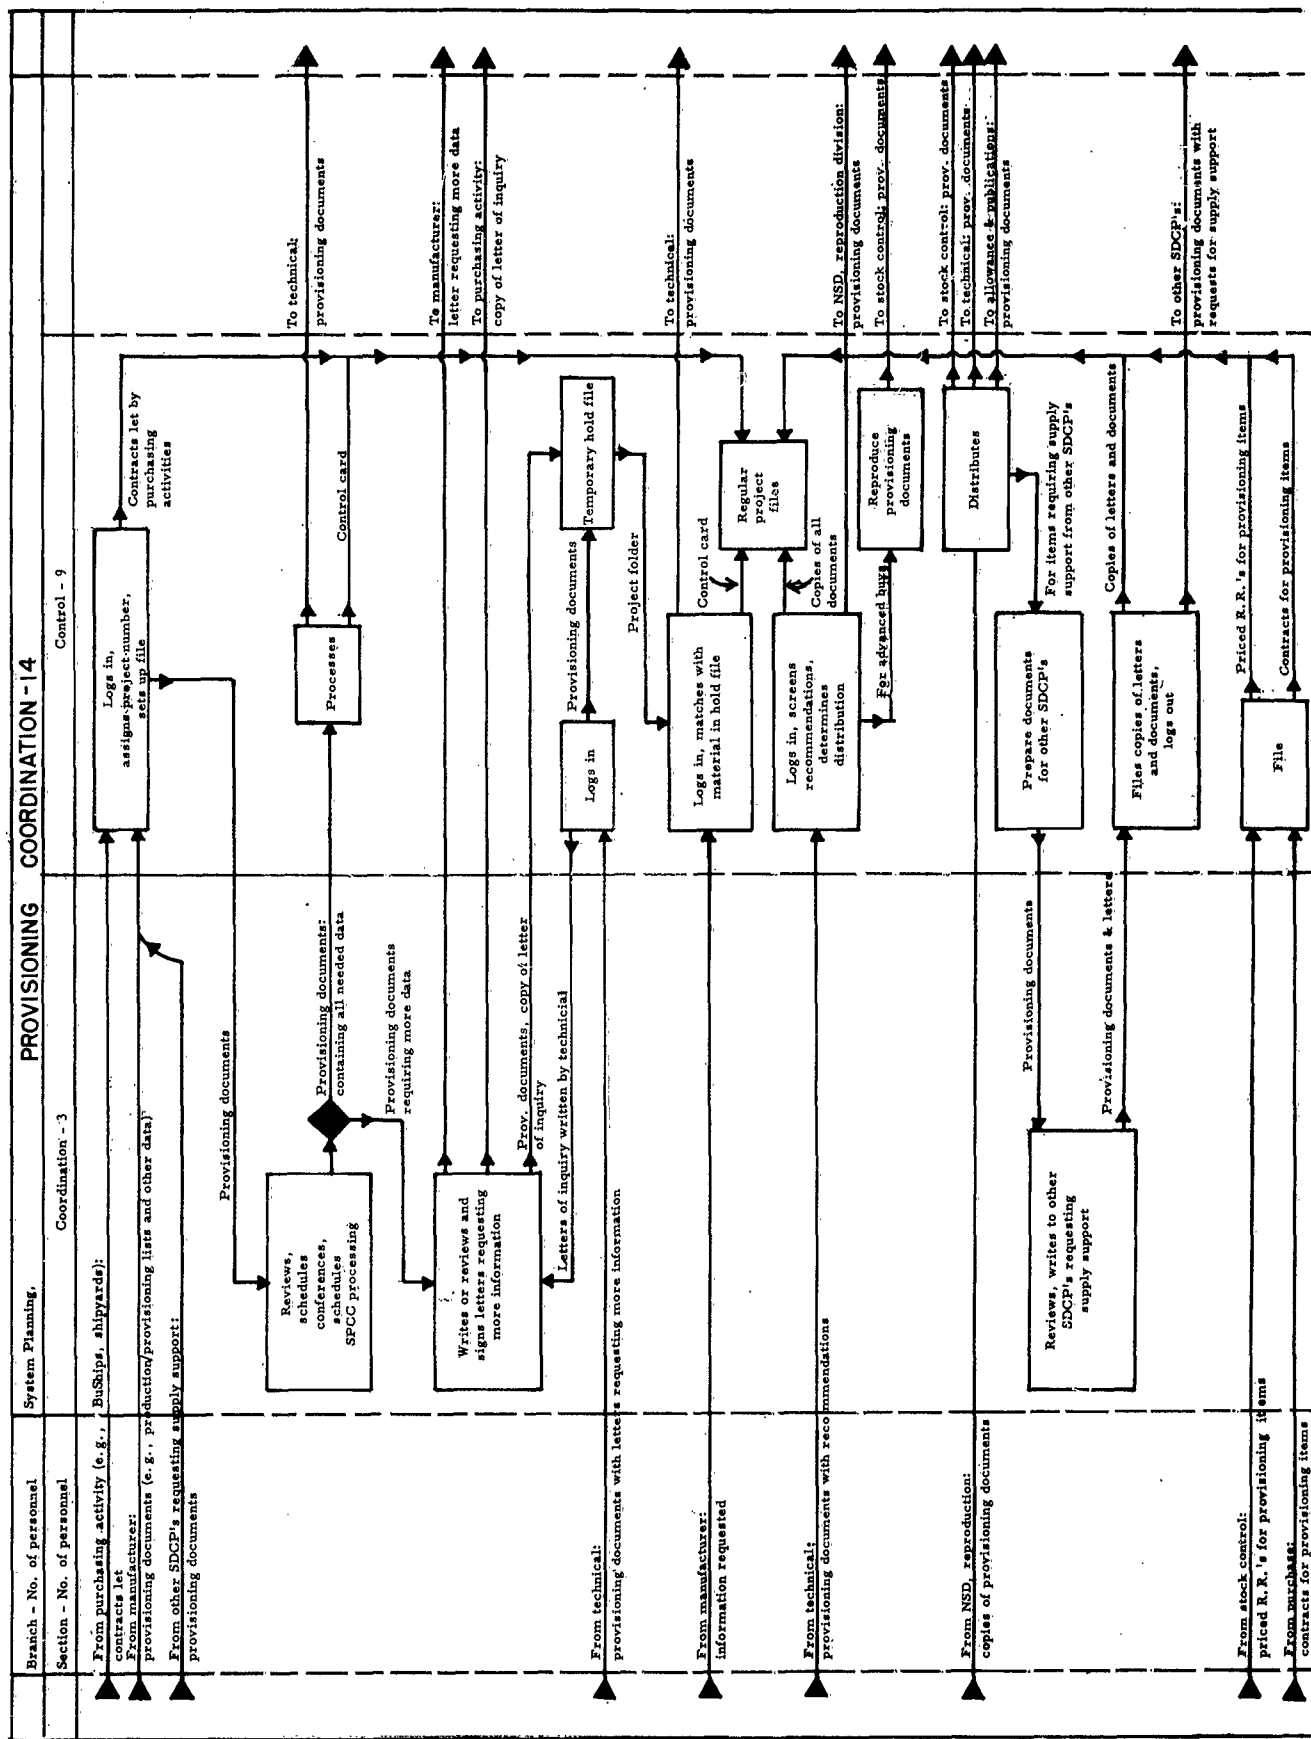 PROVISIONING COORDINATION - 14
Branch - No. of personnel
System Planning,
Section - No. of personnel
Coordination - 3
Control - 9
From purchasing activity (e.g., BuShips, shipyards):
contracts let
From manufacturer:
provisioning documents (e.g., production/provisioning lists and other data)
From other SDCP's requesting supply support:
provisioning documents
Logs in,
assigns project number,
sets up file
Contracts let by
purchasing
activities
Provisioning documents
Reviews,
schedules
conferences,
schedules
SPCC processing
Provisioning documents:
containing all needed data
Processes
Control card
To technical:
provisioning documents
Provisioning documents
requiring more data
Writes or reviews and
signs letters requesting
more information
To manufacturer:
letter requesting more data
To purchasing activity:
copy of letter of inquiry
Prov. documents, copy of letter
of inquiry
Letters of inquiry written by technicial
From technical:
provisioning documents with letters requesting more information
Logs in
Provisioning documents
Temporary hold file
Project folder
From manufacturer:
information requested
Logs in, matches with
material in hold file
Control card
Regular
project
files
To technical:
provisioning documents
From technical:
provisioning documents with recommendations
Logs in, screens
recommendations,
determines
distribution
Copies of all
documents
For advanced buys
To NSD, reproduction division:
provisioning documents
Reproduce
provisioning
documents
To stock control: prov. documents
From NSD, reproduction:
copies of provisioning documents
Distributes
To stock control: prov. documents
To technical: prov. documents
To allowance & publications:
provisioning documents
For items requiring supply
support from other SDCP's
Prepare documents
for other SDCP's
Provisioning documents
Reviews, writes to other
SDCP's requesting
supply support
Provisioning documents & letters
Files copies of letters
and documents,
logs out
Copies of letters and documents
To other SDCP's:
provisioning documents with
requests for supply support
From stock control:
priced R.R.'s for provisioning items
File
Priced R.R.'s for provisioning items
From purchase:
contracts for provisioning items
Contracts for provisioning items